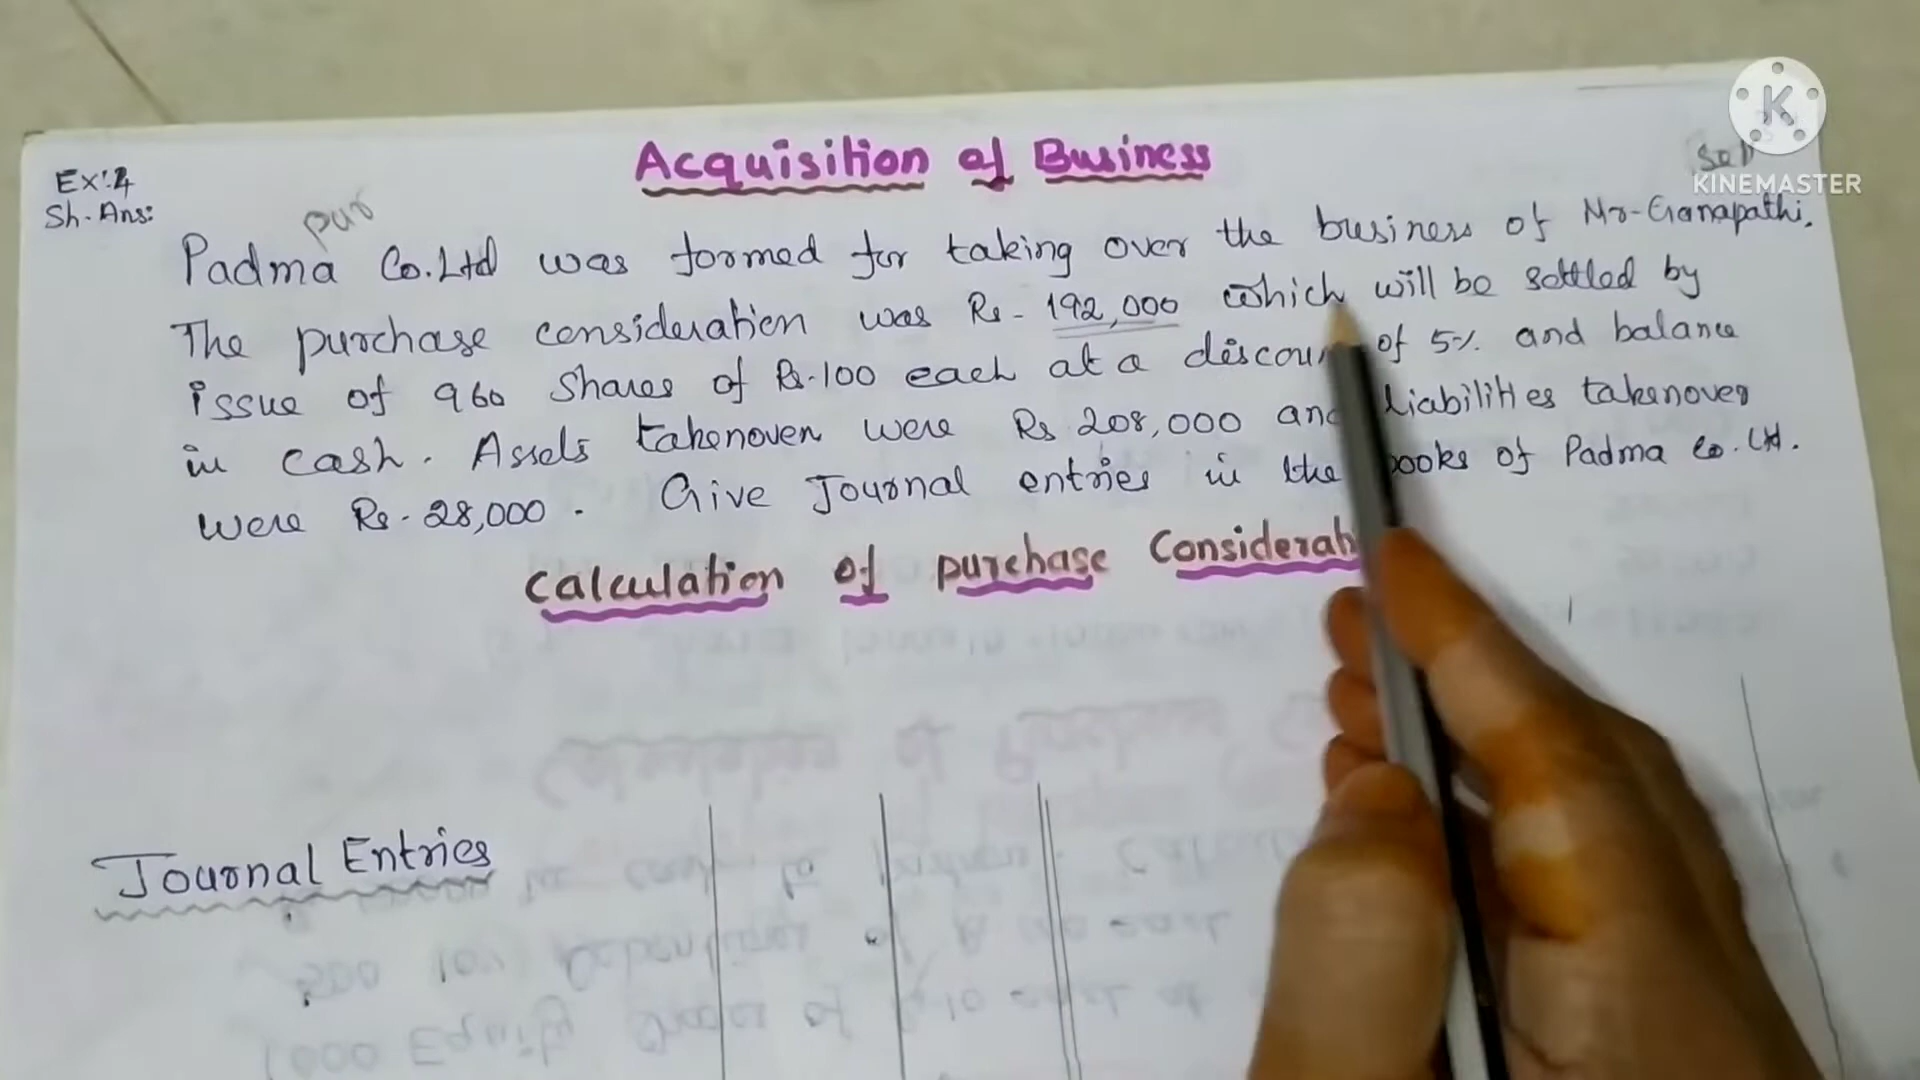 Acquisition of Business
Ex:4
Sh. Ans:
pur
Padma Co. Ltd was formed for taking over the business of Mr. Ganapathi.
The purchase consideration was Rs - 192,000 which will be settled by
issue of 960 Shares of Rs. 100 each at a discoun of 5% and balance
in cash. Assets takenover were Rs 208,000 and liabilities takenover
were Rs. 28,000. Give Journal entries in the books of Padma Co. Ltd.
Calculation of purchase Considerati
Journal Entries
K
KINEMASTER